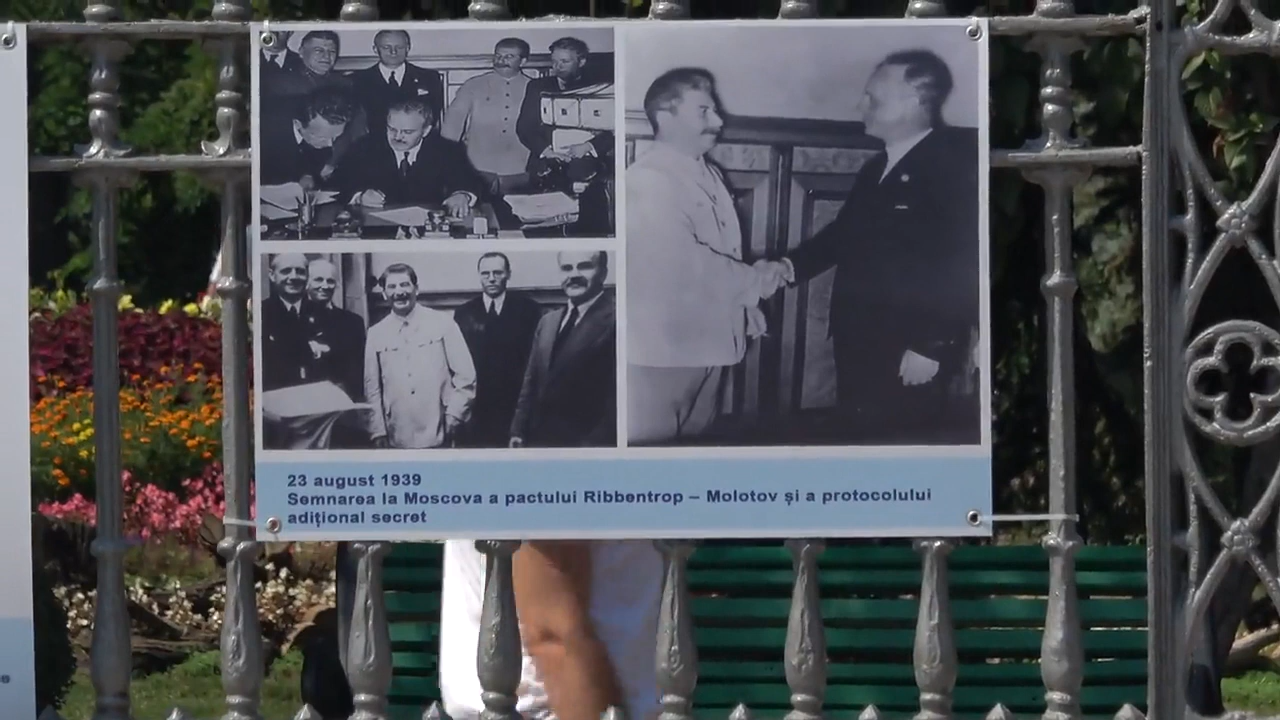 23 august 1939
Semnarea la Moscova a pactului Ribbentrop – Molotov și a protocolului
adițional secret